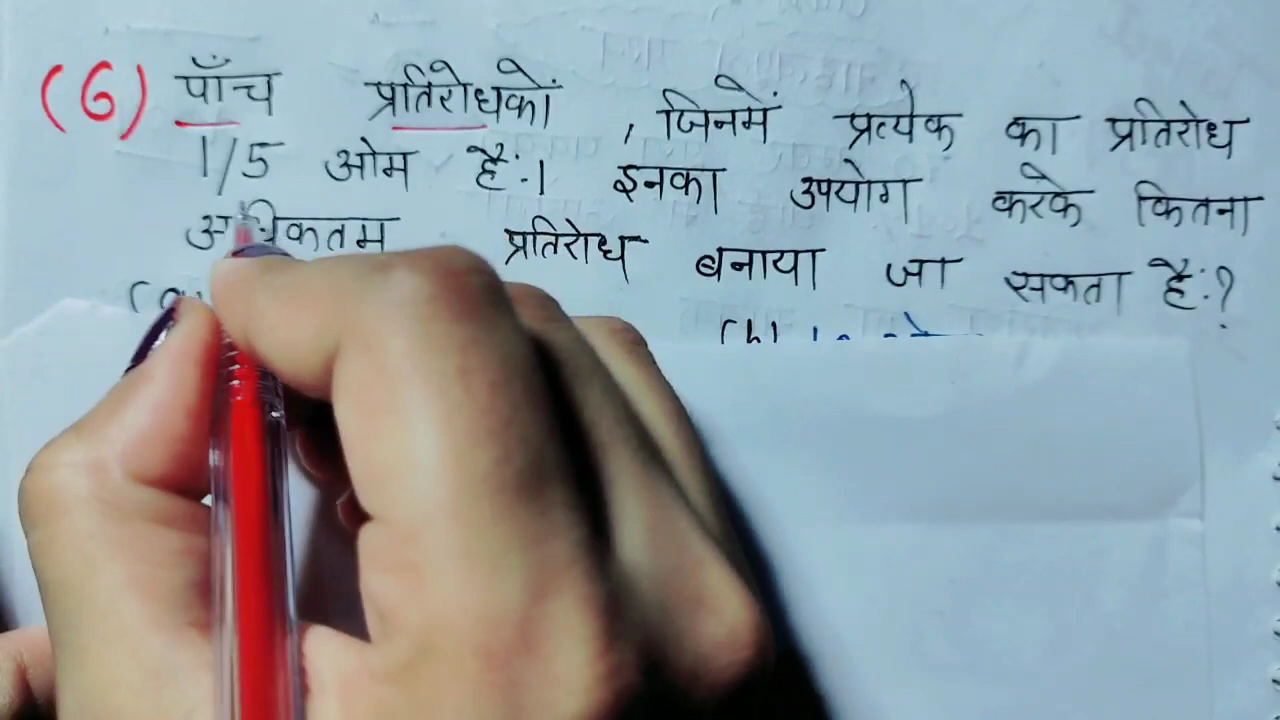 (6) पाँच प्रतिरोधकों , जिनमें प्रत्येक का प्रतिरोध
1/5 ओम है:। इनका उपयोग करके कितना
प्रतिरोध बनाया जा सकता है:?